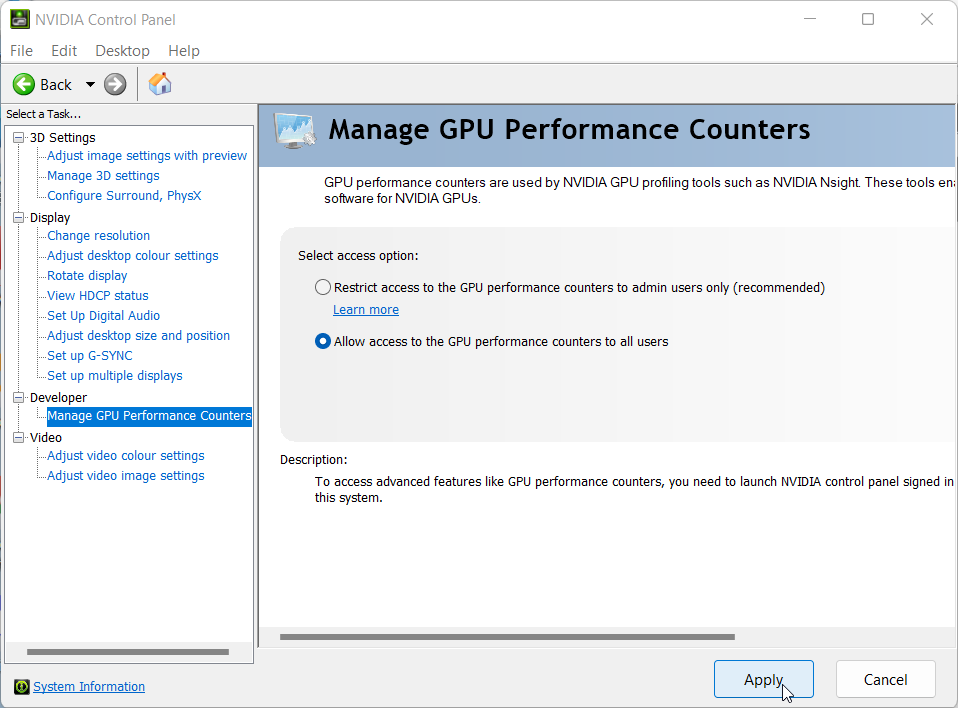 NVIDIA Control Panel
File Edit Desktop Help
Back
Select a Task...
3D Settings
Adjust image settings with preview
Manage 3D settings
Configure Surround, PhysX
Display
Change resolution
Adjust desktop colour settings
Rotate display
View HDCP status
Set Up Digital Audio
Adjust desktop size and position
Set up G-SYNC
Set up multiple displays
Developer
Manage GPU Performance Counters
Video
Adjust video colour settings
Adjust video image settings
System Information
Manage GPU Performance Counters
GPU performance counters are used by NVIDIA GPU profiling tools such as NVIDIA Nsight. These tools ena
software for NVIDIA GPUs.
Select access option:
Restrict access to the GPU performance counters to admin users only (recommended)
Learn more
Allow access to the GPU performance counters to all users
Description:
To access advanced features like GPU performance counters, you need to launch NVIDIA control panel signed in
this system.
Apply Cancel